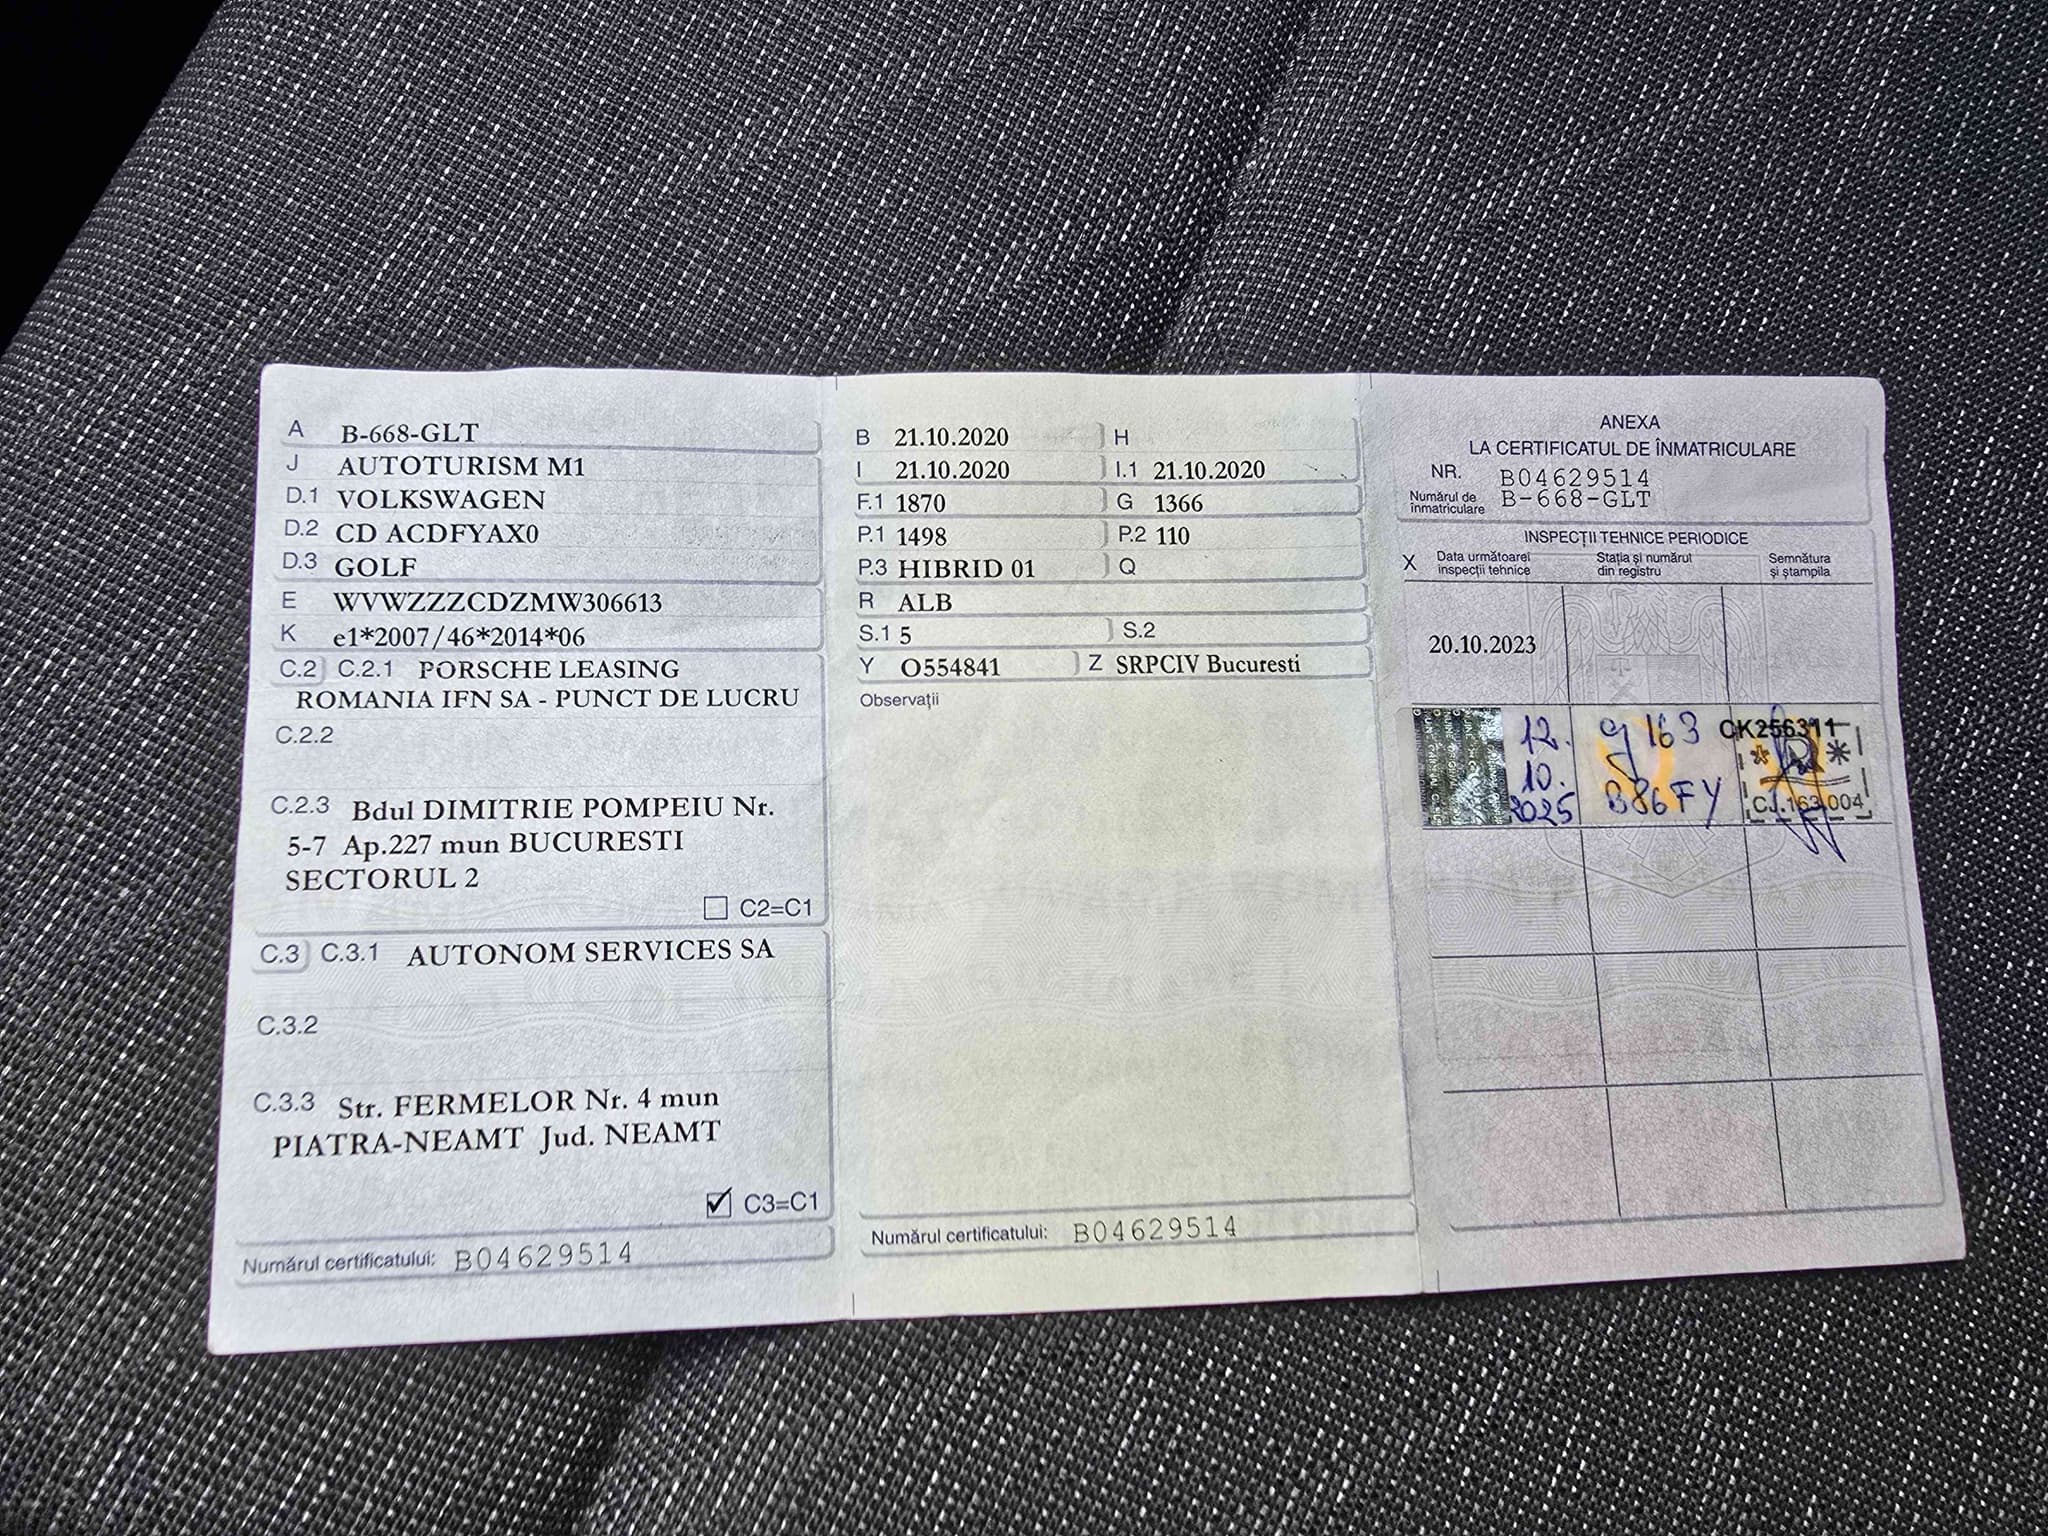 A B-668-GLT
J AUTOTURISM M1
D.1 VOLKSWAGEN
D.2 CD ACDFYAX0
D.3 GOLF
E WVWZZZCDZMW306613
K e1*2007/46*2014*06
C.2 C.2.1 PORSCHE LEASING
ROMANIA IFN SA - PUNCT DE LUCRU
C.2.2
C.2.3 Bdul DIMITRIE POMPEIU Nr.
5-7 Ap.227 mun BUCURESTI
SECTORUL 2
C2=C1
C.3 C.3.1 AUTONOM SERVICES SA
C.3.2
C.3.3 Str. FERMELOR Nr. 4 mun
PIATRA-NEAMT Jud. NEAMT
C3=C1
Numărul certificatului: B04629514
B 21.10.2020 H
I 21.10.2020 I.1 21.10.2020
F.1 1870 G 1366
P.1 1498 P.2 110
P.3 HIBRID 01 Q
R ALB
S.1 5 S.2
Y O554841 Z SRPCIV Bucuresti
Observații
Numărul certificatului: B04629514
ANEXA
LA CERTIFICATUL DE ÎNMATRICULARE
NR. B04629514
Numărul de înmatriculare B-668-GLT
INSPECȚII TEHNICE PERIODICE
X Data următoarei inspecții tehnice Stația și numărul din registru Semnătura și ștampila
20.10.2023
12. 163 CK256311
10.
2025 B86FY CJ.163.004